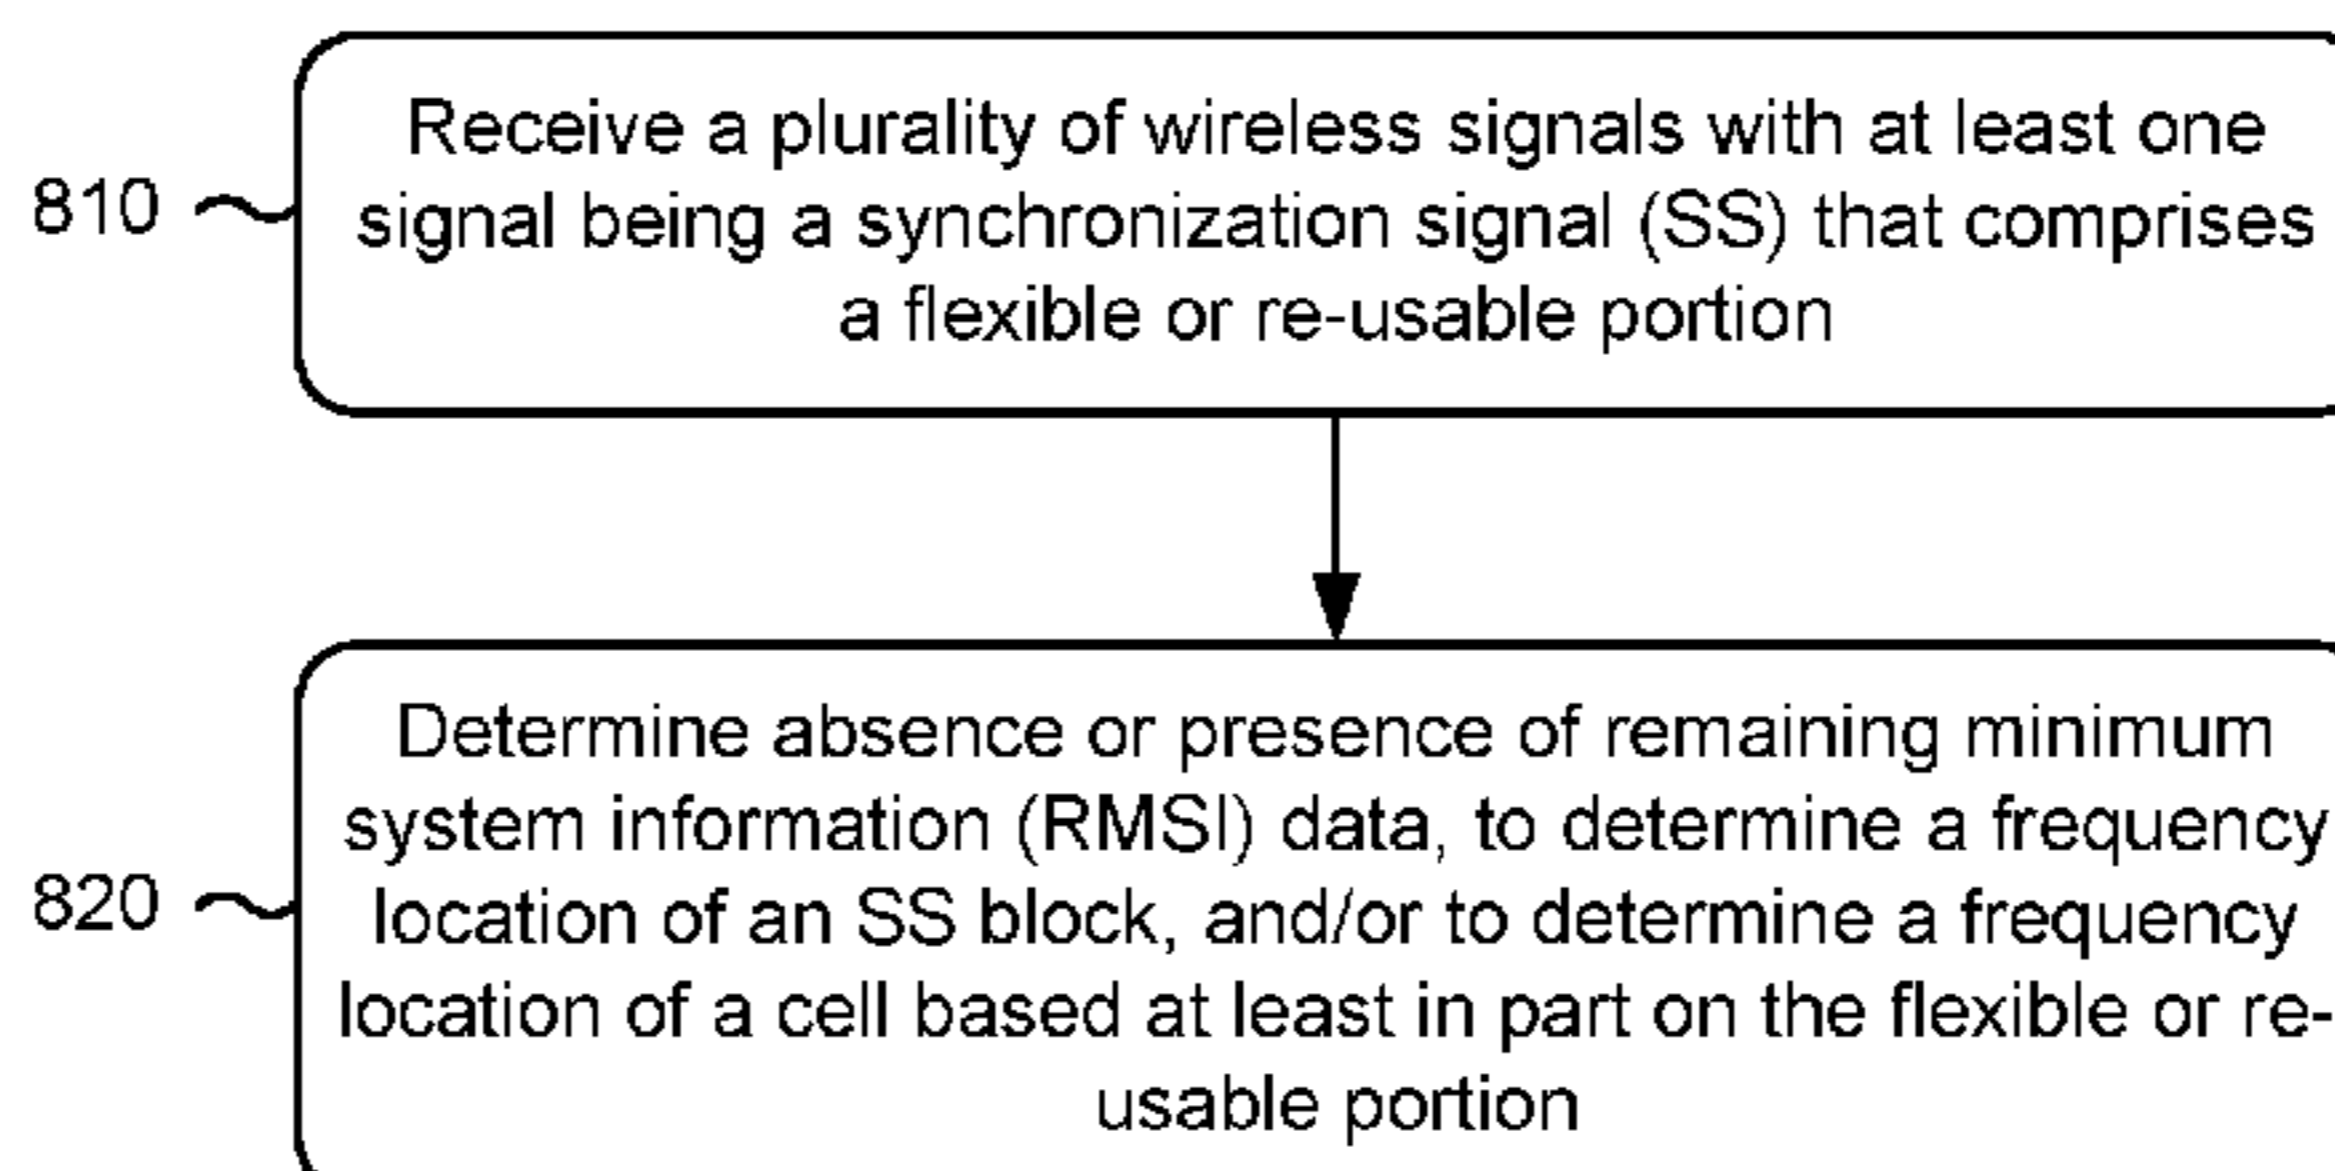 Receive a plurality of wireless signals with at least one
810
signal being a synchronization signal (SS) that comprises
a flexible or re-usable portion
Determine absence or presence of remaining minimum
system information (RMSI) data, to determine a frequency
820
location of an SS block, and/or to determine a frequency
location of a cell based at least in part on the flexible or re-
usable portion